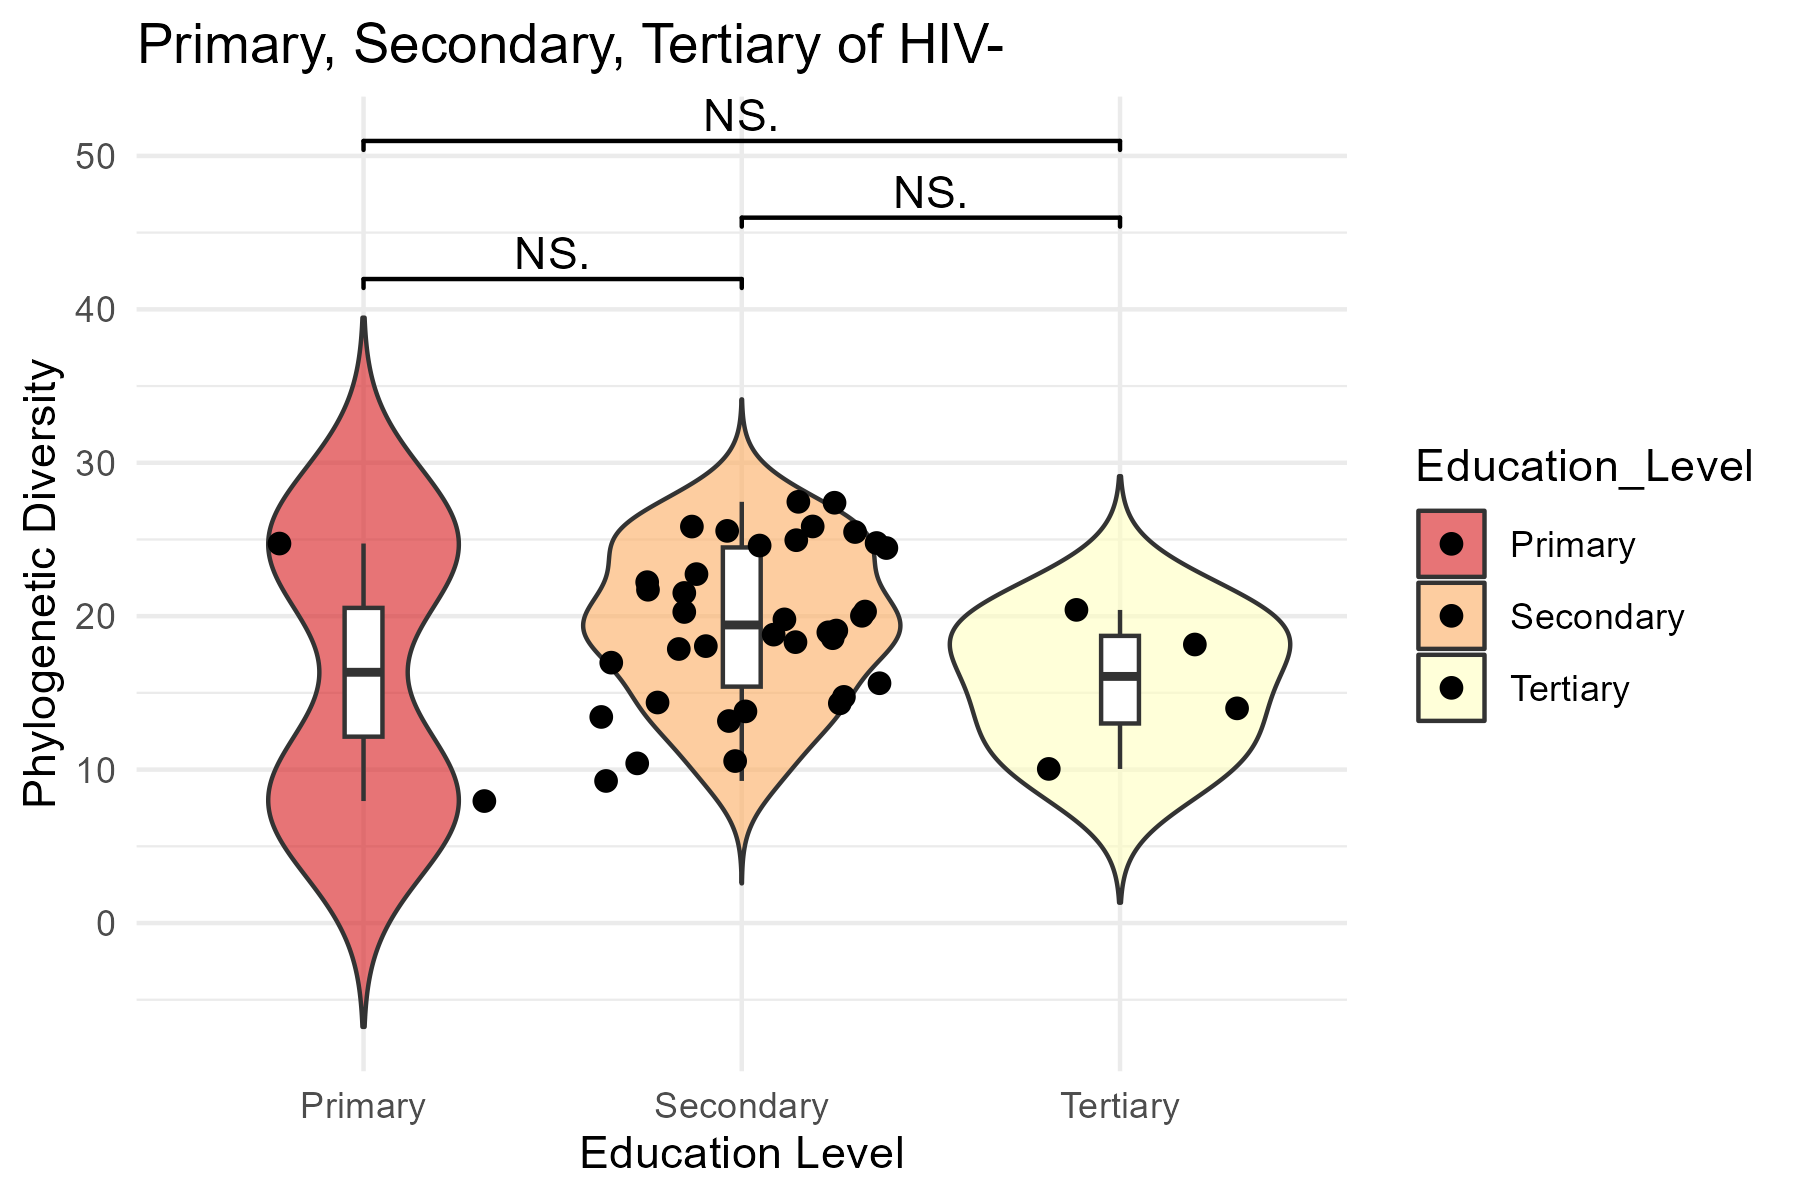 Primary, Secondary, Tertiary of HIV-
NS.
NS.
NS.
50
40
30
20
10
0
Phylogenetic Diversity
Primary
Secondary
Tertiary
Education Level
Education_Level
Primary
Secondary
Tertiary